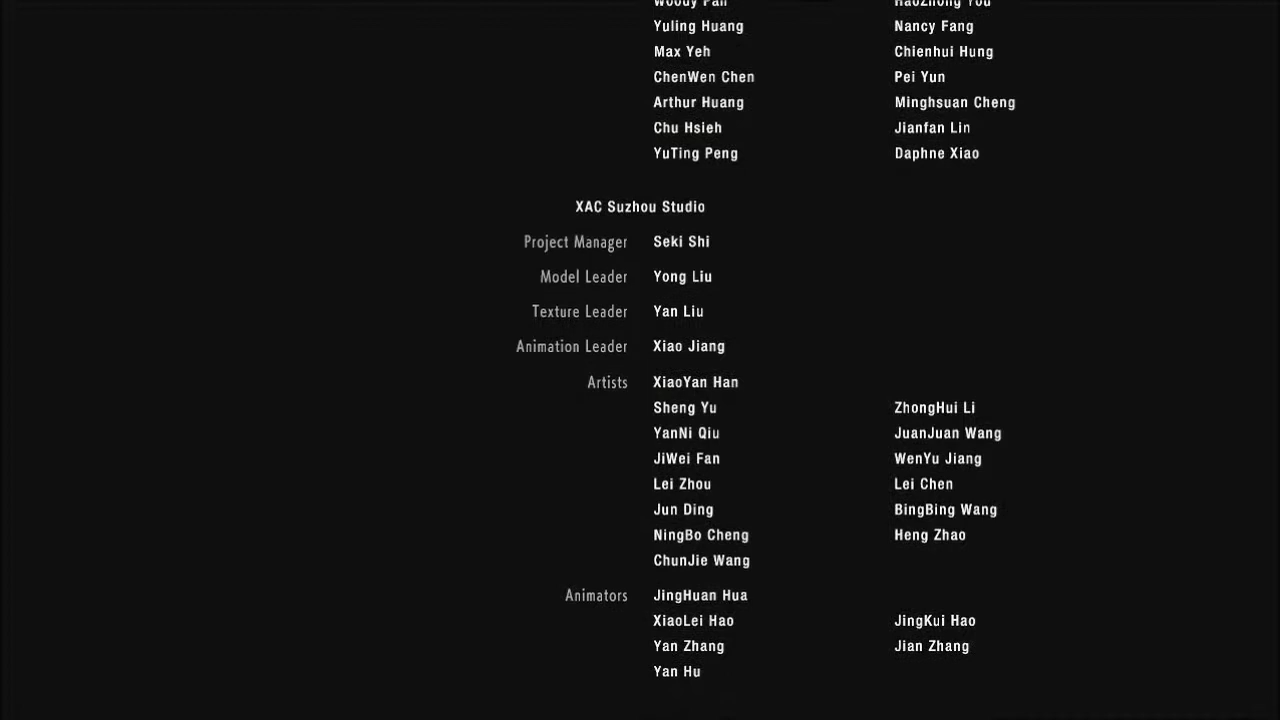 Woody Pan HaoZhong You
Yuling Huang Nancy Fang
Max Yeh Chienhui Hung
ChenWen Chen Pei Yun
Arthur Huang Minghsuan Cheng
Chu Hsieh Jianfan Lin
YuTing Peng Daphne Xiao
XAC Suzhou Studio
Project Manager Seki Shi
Model Leader Yong Liu
Texture Leader Yan Liu
Animation Leader Xiao Jiang
Artists XiaoYan Han
Sheng Yu ZhongHui Li
YanNi Qiu JuanJuan Wang
JiWei Fan WenYu Jiang
Lei Zhou Lei Chen
Jun Ding BingBing Wang
NingBo Cheng Heng Zhao
ChunJie Wang
Animators JingHuan Hua
XiaoLei Hao JingKui Hao
Yan Zhang Jian Zhang
Yan Hu